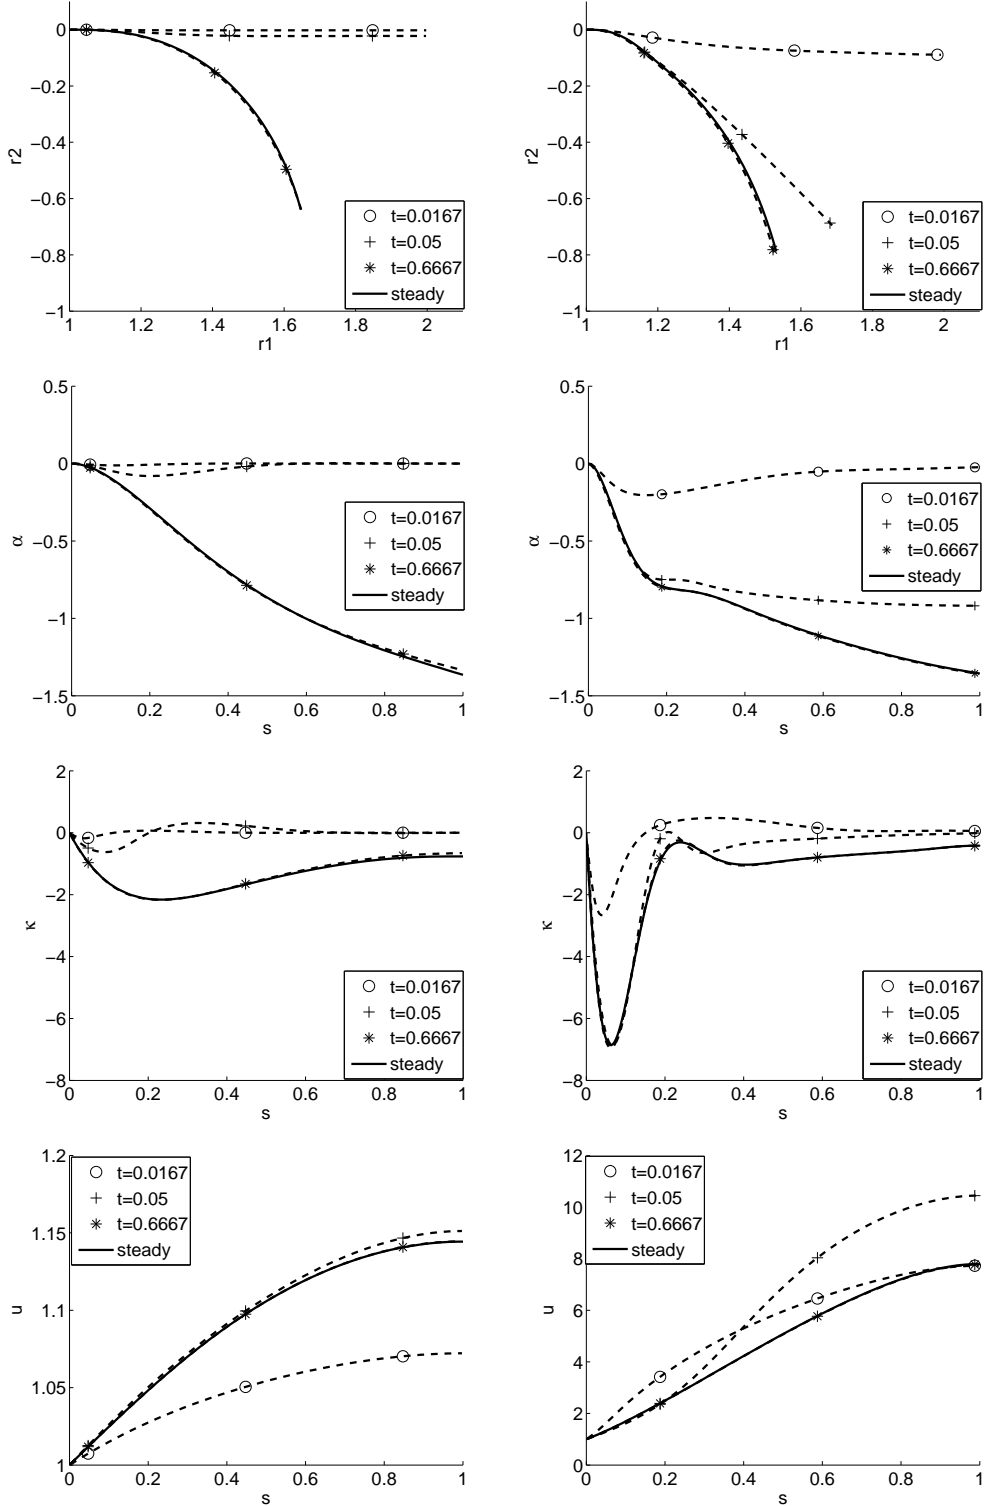 0
−0.2
−0.4
−0.6
−0.8
−1
r2
1 1.2 1.4 1.6 1.8 2
r1
t=0.0167
t=0.05
t=0.6667
steady
0
−0.2
−0.4
−0.6
−0.8
−1
r2
1 1.2 1.4 1.6 1.8 2
r1
t=0.0167
t=0.05
t=0.6667
steady
0.5
0
−0.5
−1
−1.5
α
0 0.2 0.4 0.6 0.8 1
s
t=0.0167
t=0.05
t=0.6667
steady
0.5
0
−0.5
−1
−1.5
α
0 0.2 0.4 0.6 0.8 1
s
t=0.0167
t=0.05
t=0.6667
steady
2
0
−2
−4
−6
−8
κ
0 0.2 0.4 0.6 0.8 1
s
t=0.0167
t=0.05
t=0.6667
steady
2
0
−2
−4
−6
−8
κ
0 0.2 0.4 0.6 0.8 1
s
t=0.0167
t=0.05
t=0.6667
steady
1.2
1.15
1.1
1.05
1
u
0 0.2 0.4 0.6 0.8 1
s
t=0.0167
t=0.05
t=0.6667
steady
12
10
8
6
4
2
0
u
0 0.2 0.4 0.6 0.8 1
s
t=0.0167
t=0.05
t=0.6667
steady